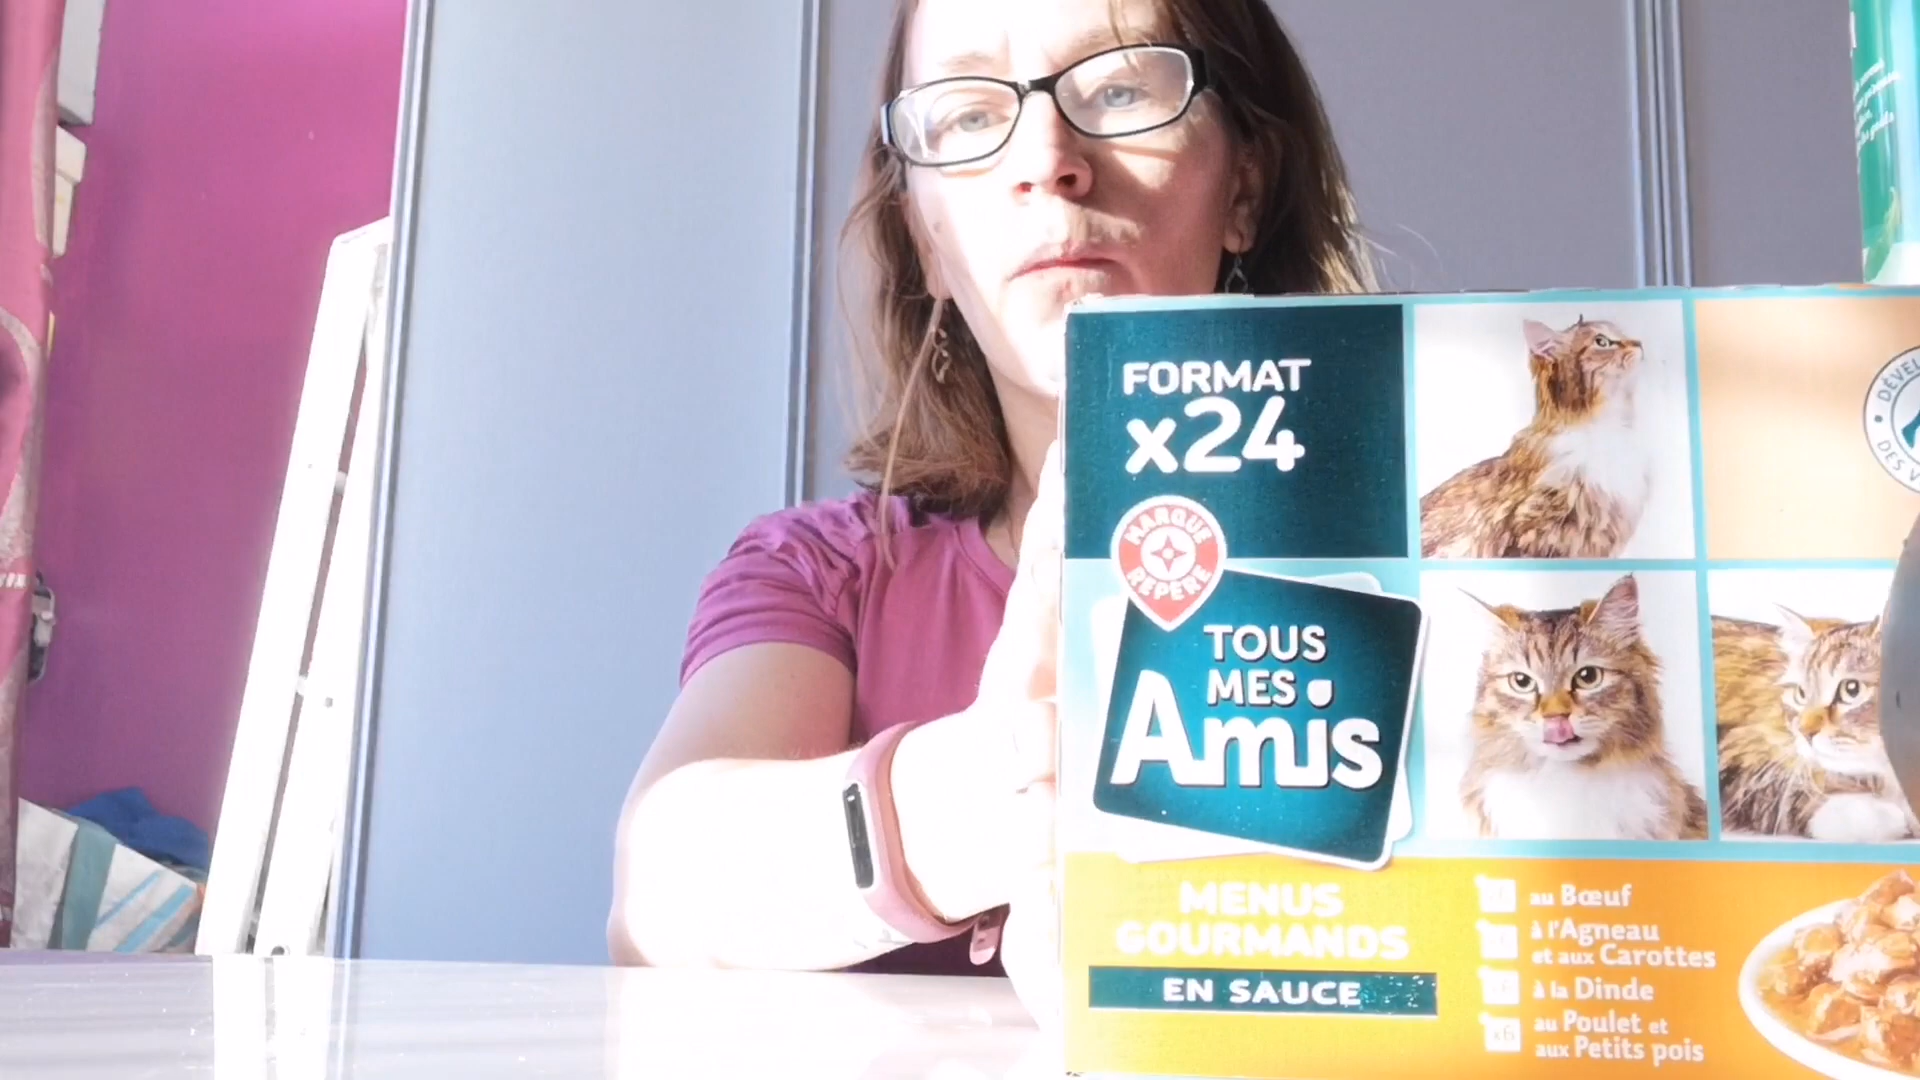 FORMAT
x24
MARQUE
REPÈRE
TOUS
MES
Amis
MENUS
GOURMANDS
EN SAUCE
au Bœuf
à l'Agneau
et aux Carottes
à la Dinde
x6 au Poulet et
aux Petits pois